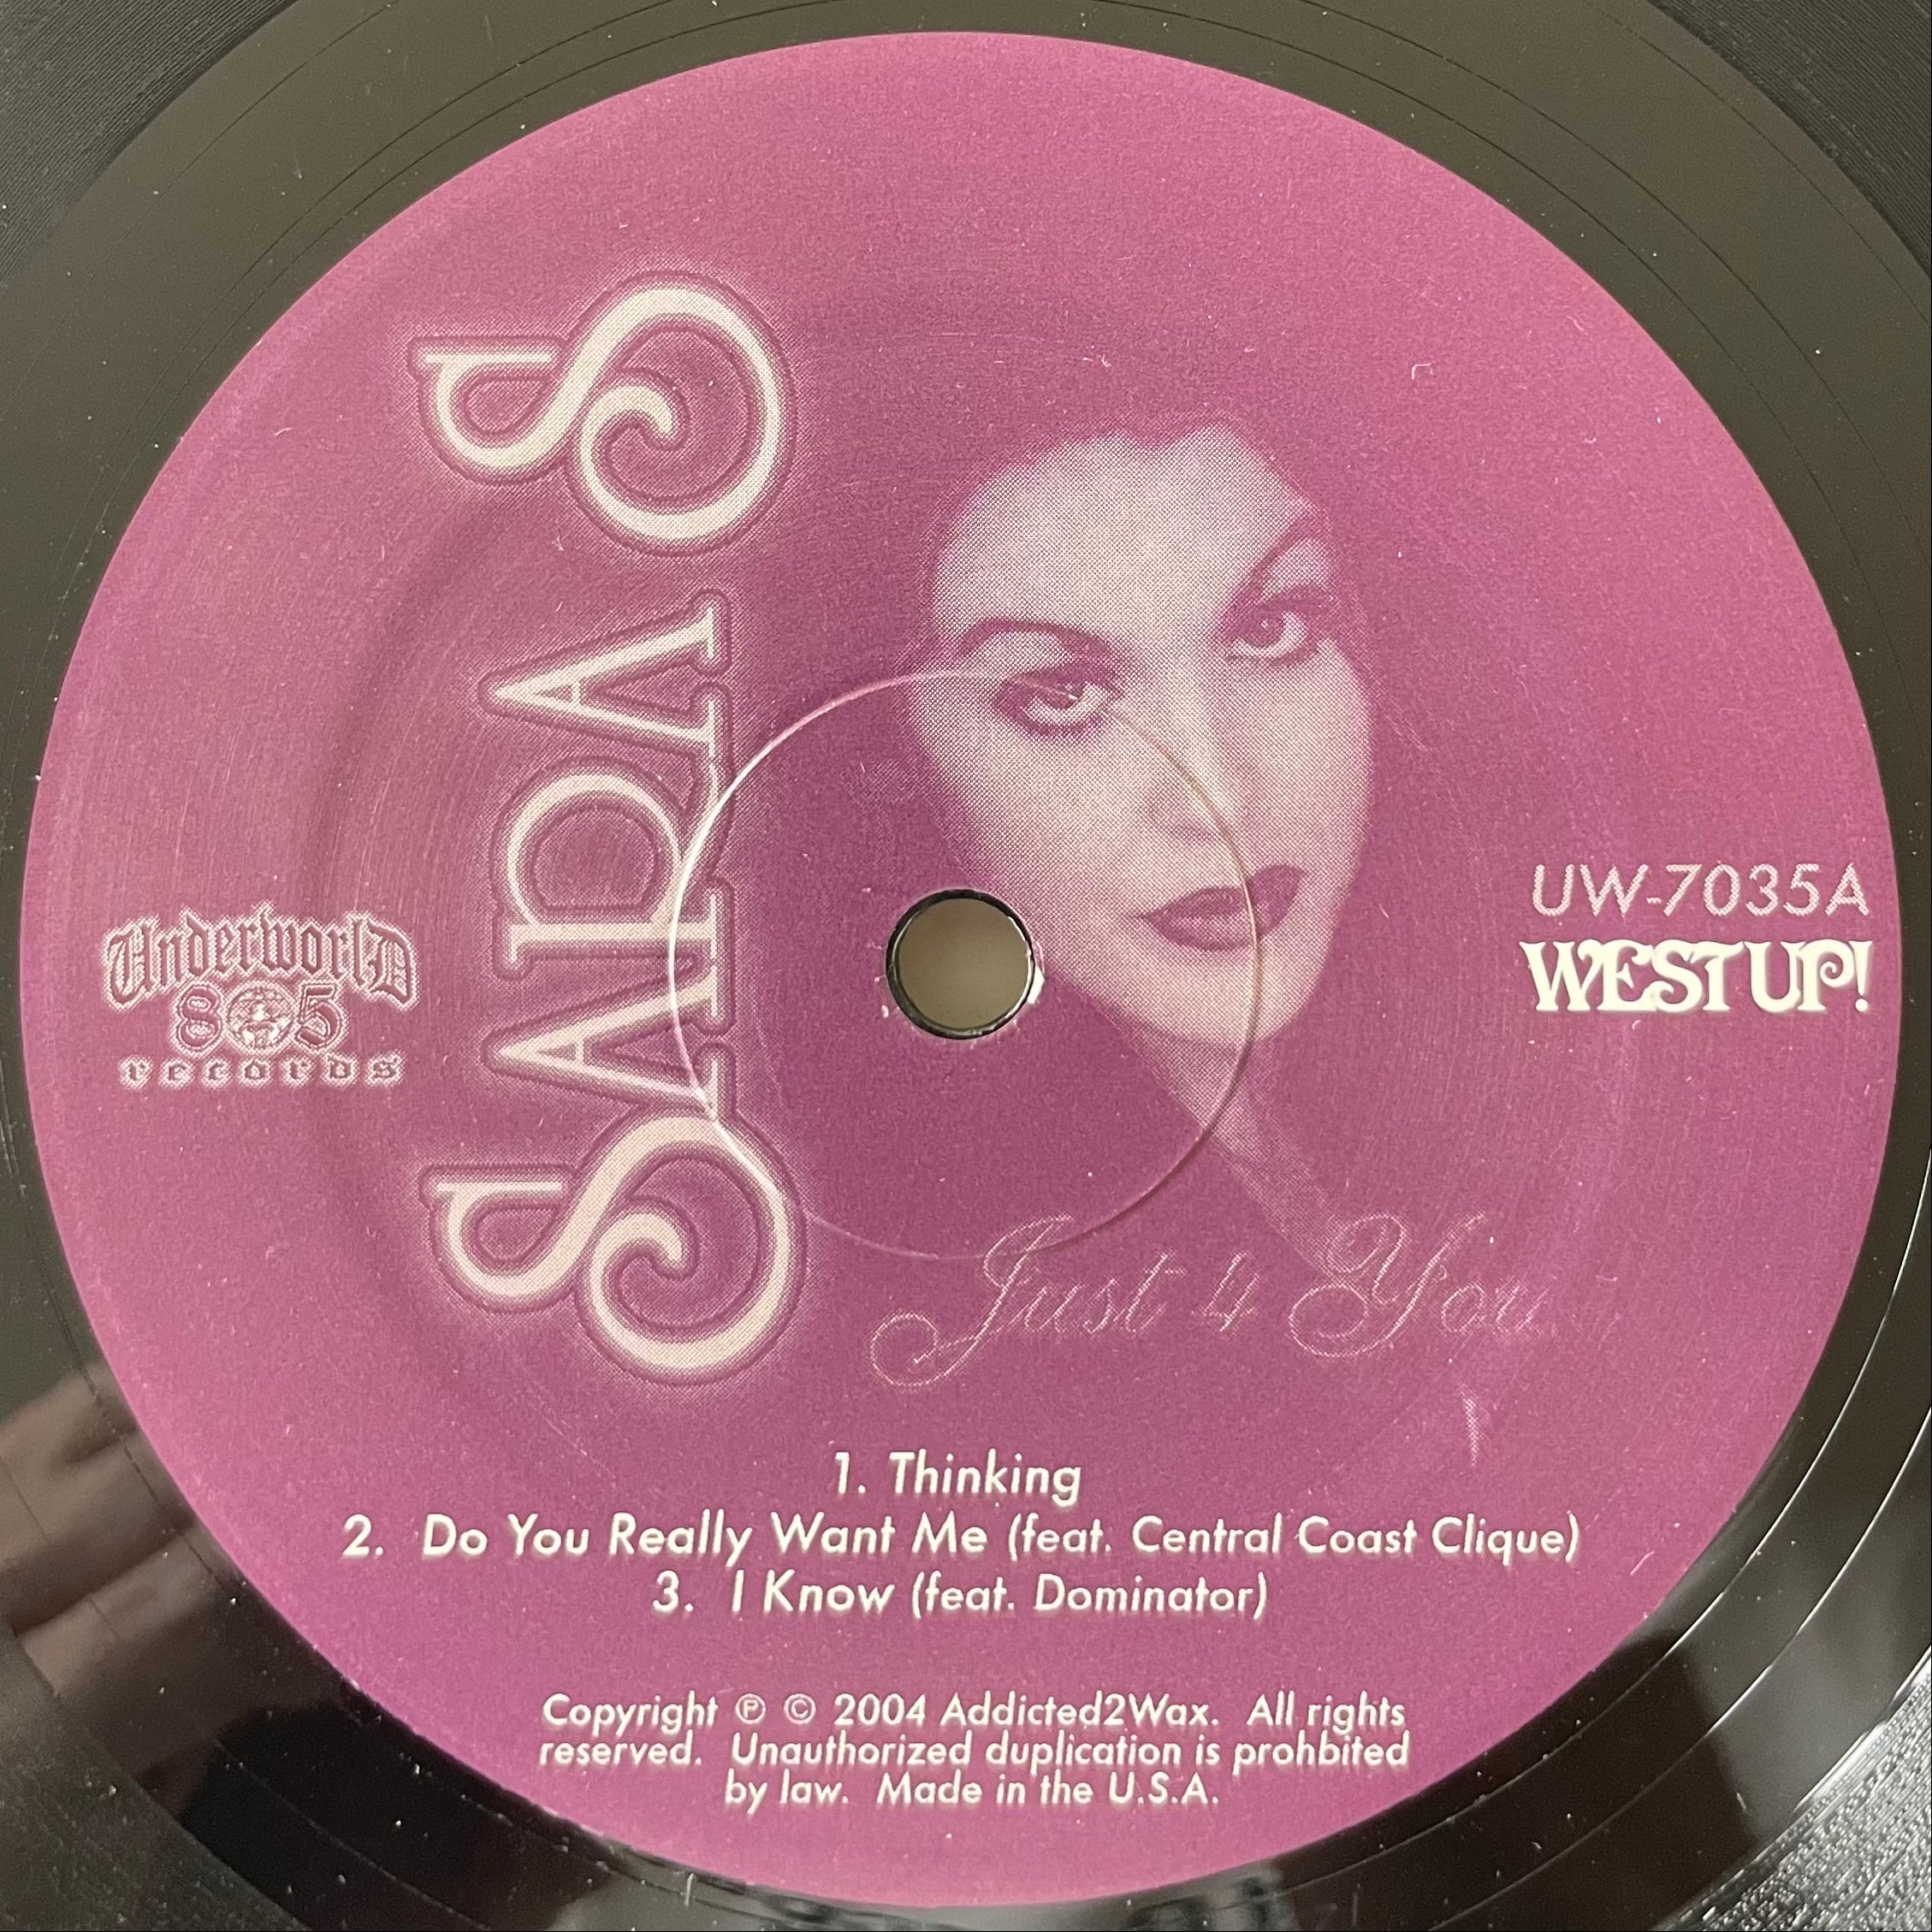 SARA S
Underworld
805
records
UW-7035A
WEST UP!
Just 4 You
1. Thinking
2. Do You Really Want Me (feat. Central Coast Clique)
3. I Know (feat. Dominator)
Copyright ℗ © 2004 Addicted2Wax. All rights
reserved. Unauthorized duplication is prohbited
by law. Made in the U.S.A.